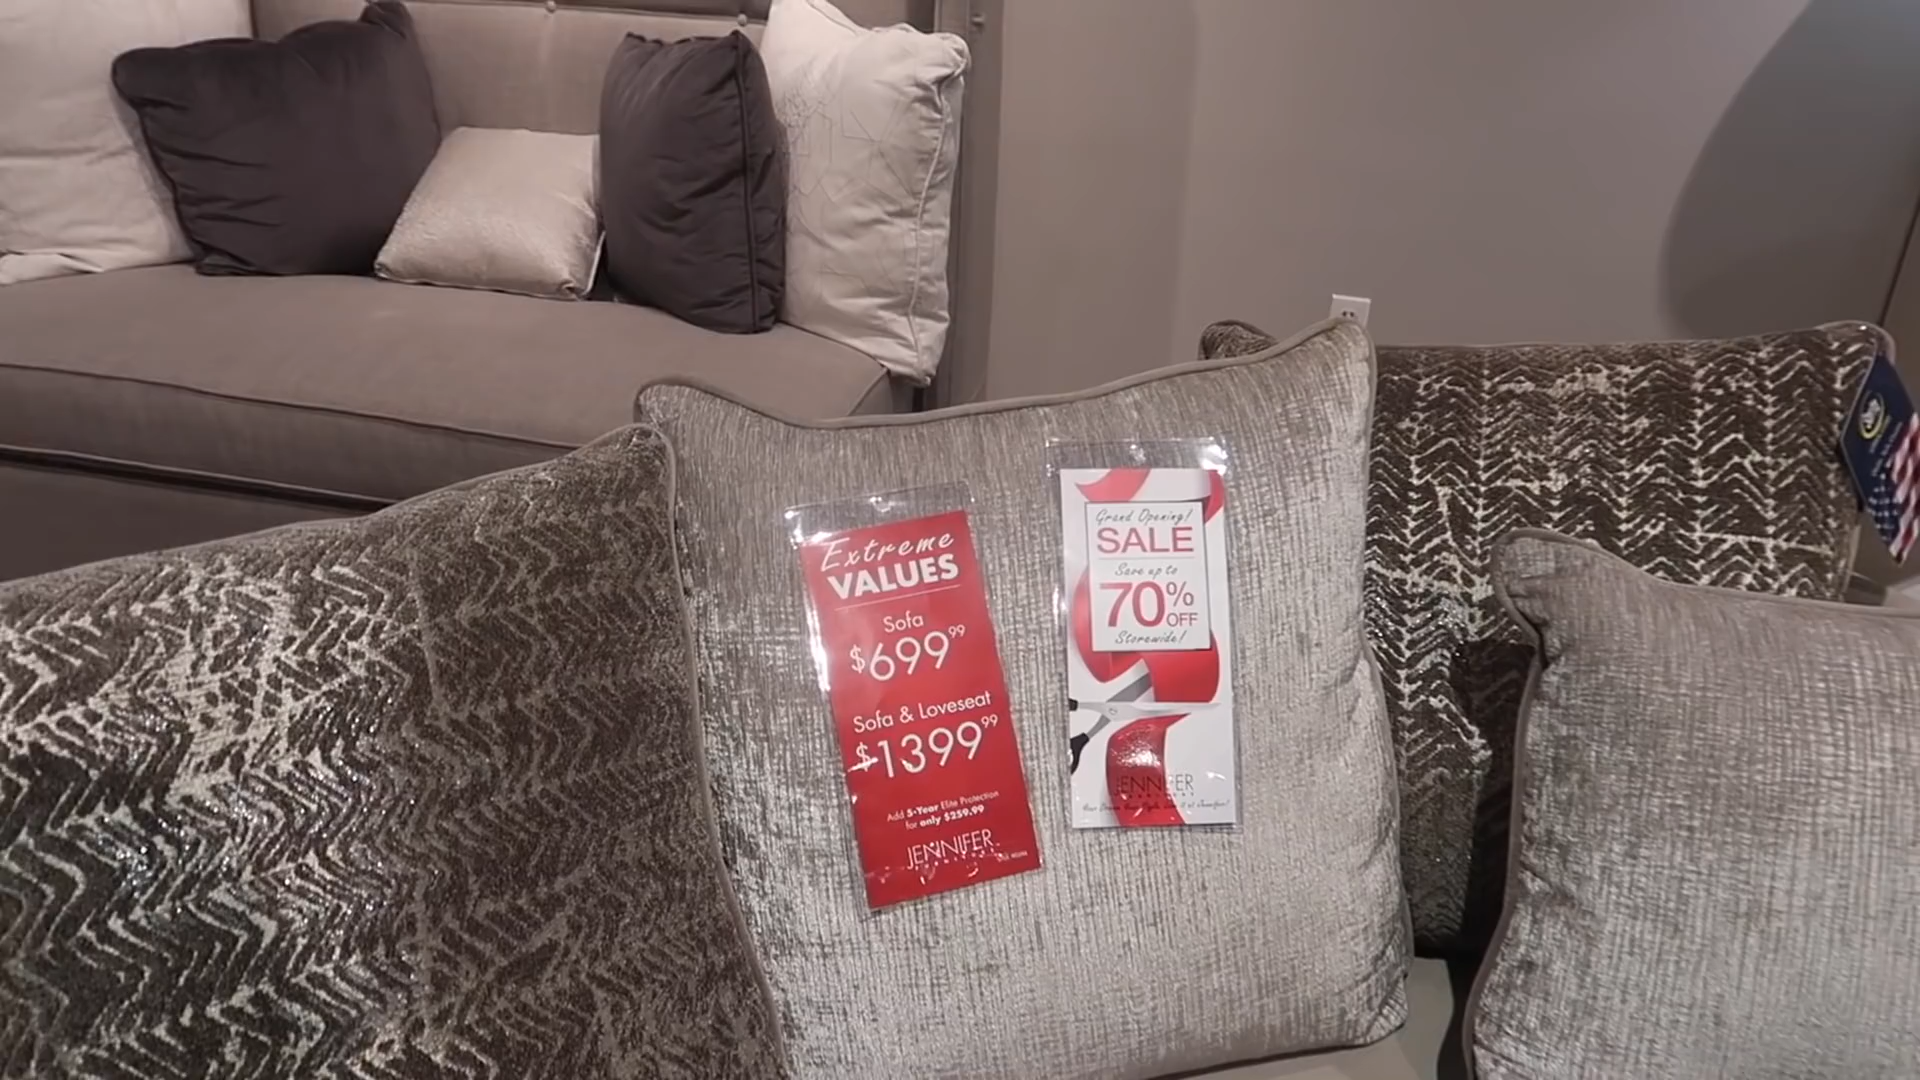 Extreme
VALUES
Sofa
$699.99
Sofa & Loveseat
$1399.99
Add 5-Year Elite Protection
for only $259.99
JENNIFER
FURNITURE
Grand Opening!
SALE
Save up to
70%
OFF
Storewide!
JENNIFER